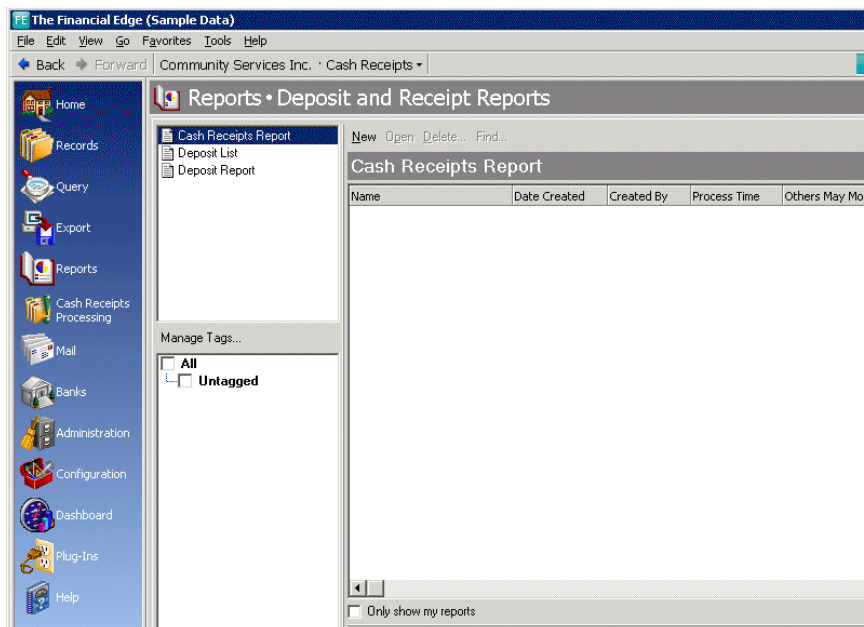 FE The Financial Edge (Sample Data)
File Edit View Go Favorites Tools Help
Back Forward Community Services Inc. · Cash Receipts
Home
Records
Query
Export
Reports
Cash Receipts
Processing
Mail
Banks
Administration
Configuration
Dashboard
Plug-Ins
Help
Reports • Deposit and Receipt Reports
Cash Receipts Report
Deposit List
Deposit Report
Manage Tags...
All
Untagged
New Open Delete... Find...
Cash Receipts Report
Name Date Created Created By Process Time Others May Mo
Only show my reports